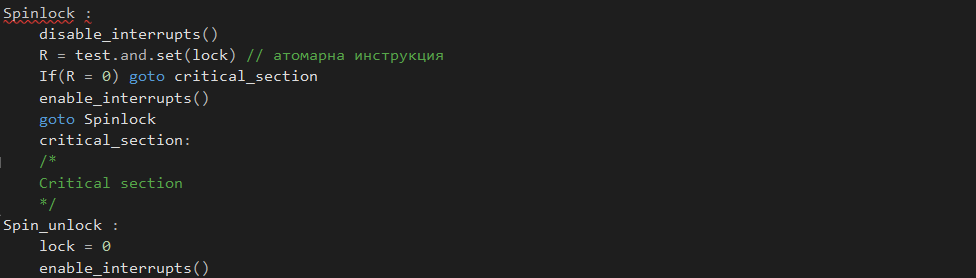 Spinlock :
disable_interrupts()
R = test.and.set(lock) // атомарна инструкция
If(R = 0) goto critical_section
enable_interrupts()
goto Spinlock
critical_section:
/*
Critical section
*/
Spin_unlock :
lock = 0
enable_interrupts()